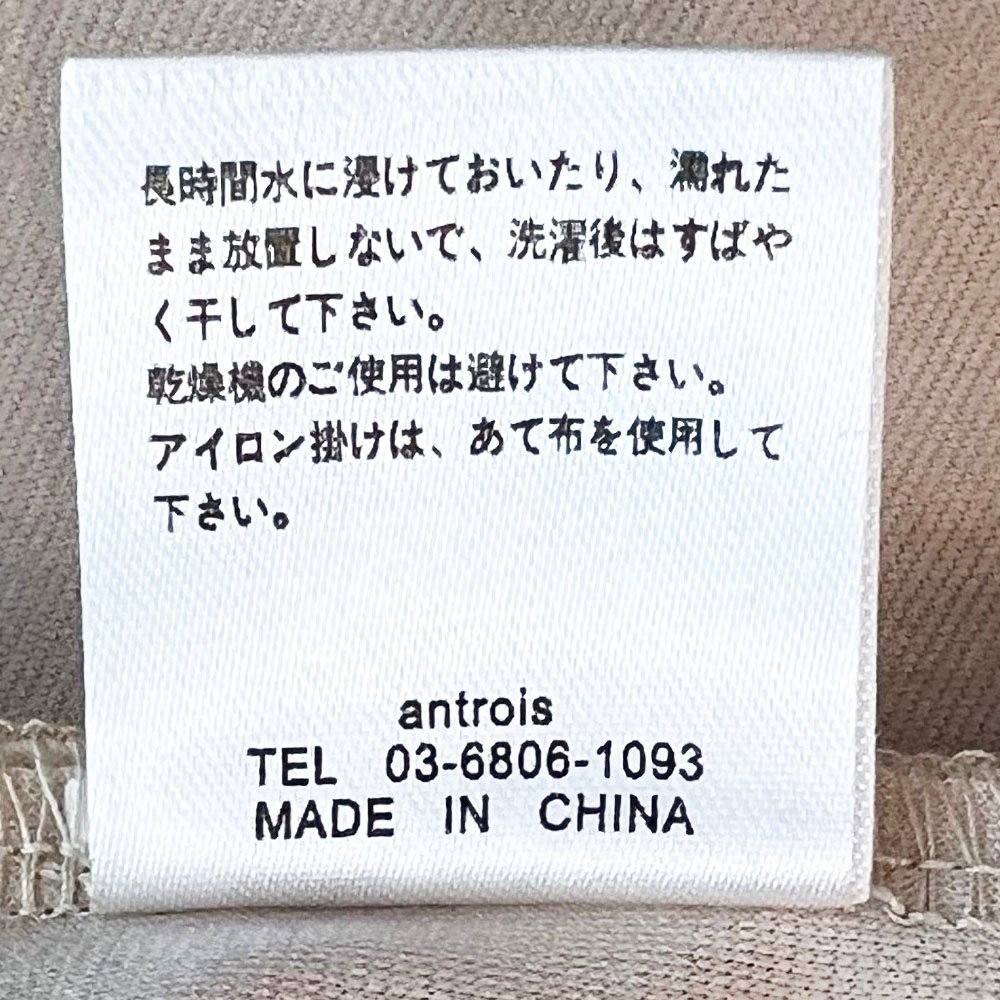 長時間水に浸けておいたり、濡れた
まま放置しないで、洗濯後はすばや
く干して下さい。
乾燥機のご使用は避けて下さい。
アイロン掛けは、あて布を使用して
下さい。
antrois
TEL 03-6806-1093
MADE IN CHINA